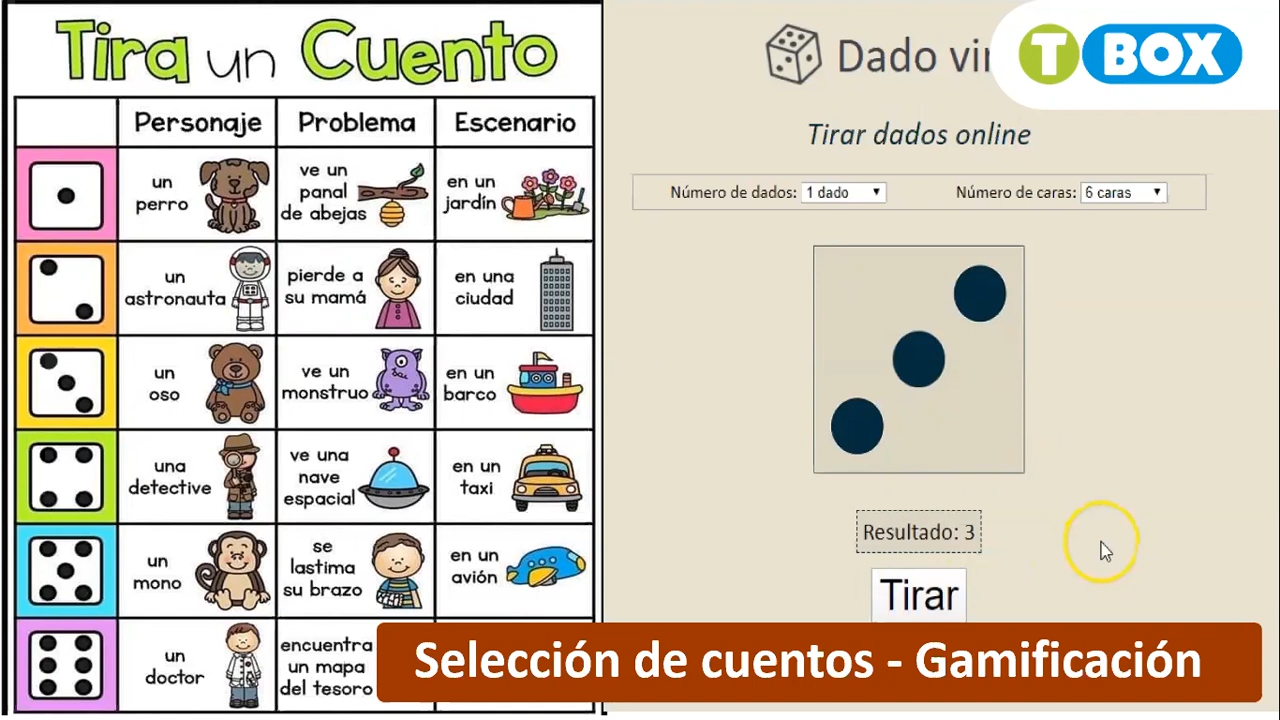 Tira un Cuento
Personaje Problema Escenario
un
perro
ve un
panal
de abejas
en un
jardín
un
astronauta
pierde a
su mamá
en una
ciudad
un
oso
ve un
monstruo
en un
barco
una
detective
ve una
nave
espacial
en un
taxi
un
mono
se
lastima
su brazo
en un
avión
un
doctor
encuentra
un mapa
del tesoro
Dado
T BOX
Tirar dados online
Número de dados: 1 dado Número de caras: 6 caras
Resultado: 3
Tirar
Selección de cuentos - Gamificación